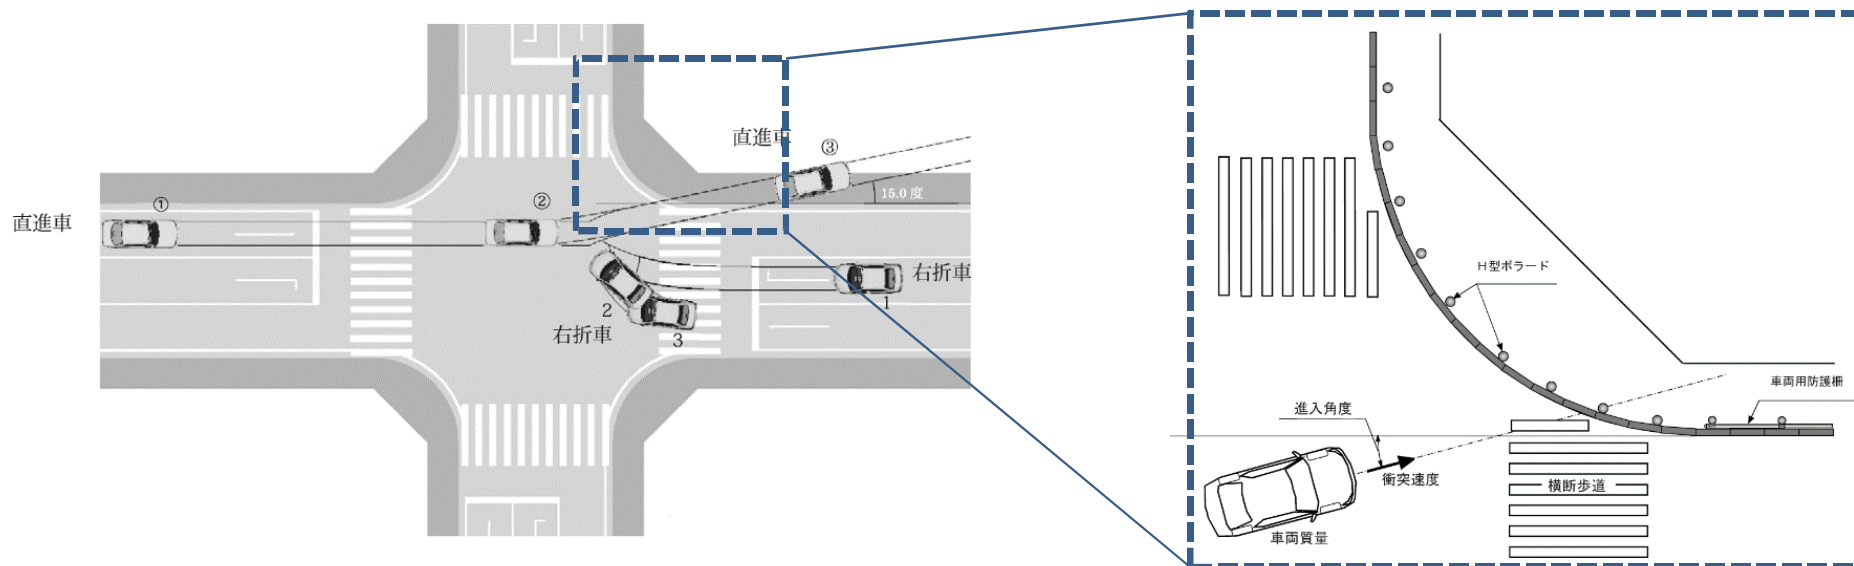 直進車
①
②
直進車
③
15.0 度
右折車
1
2
右折車
3
H型ボラード
車両用防護柵
進入角度
衝突速度
横断歩道
車両質量